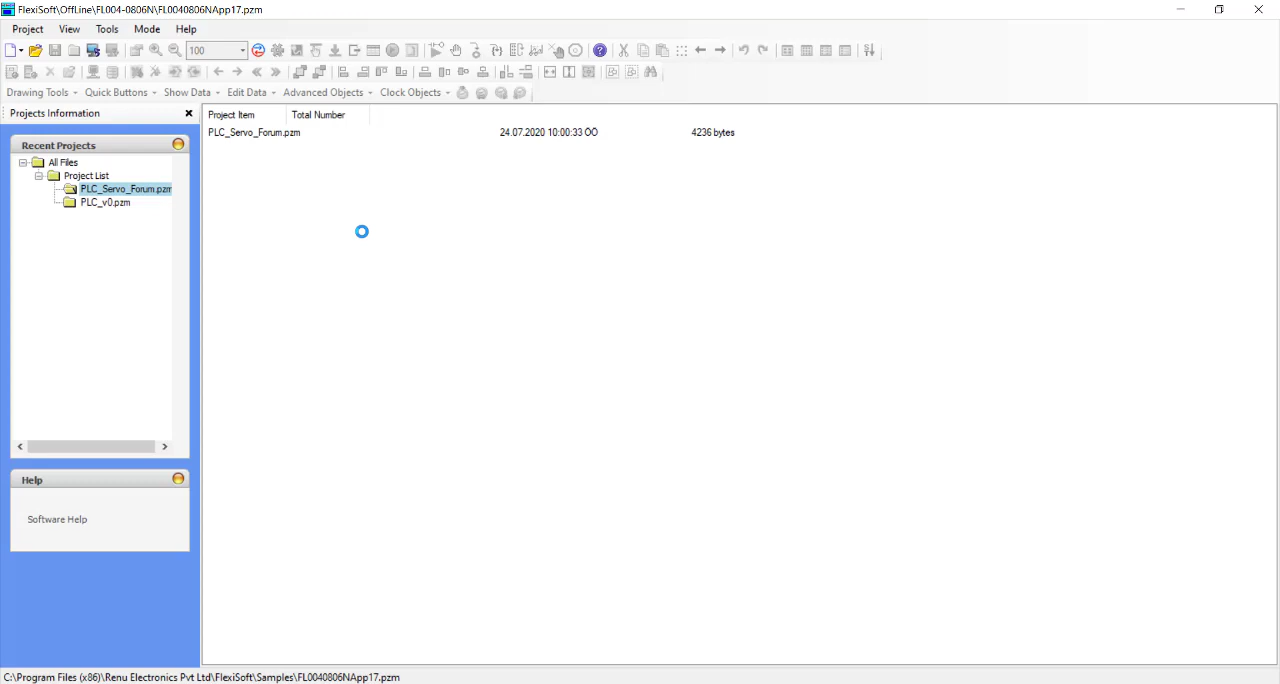 FlexiSoft\OffLine\FL004-0806N\FL0040806NApp17.pzm
Project View Tools Mode Help
100
Drawing Tools Quick Buttons Show Data Edit Data Advanced Objects Clock Objects
Projects Information
Project Item Total Number
PLC_Servo_Forum.pzm 24.07.2020 10:00:33 ÖÖ 4236 bytes
Recent Projects
All Files
Project List
PLC_Servo_Forum.pzm
PLC_v0.pzm
Help
Software Help
C:\Program Files (x86)\Renu Electronics Pvt Ltd\FlexiSoft\Samples\FL0040806NApp17.pzm